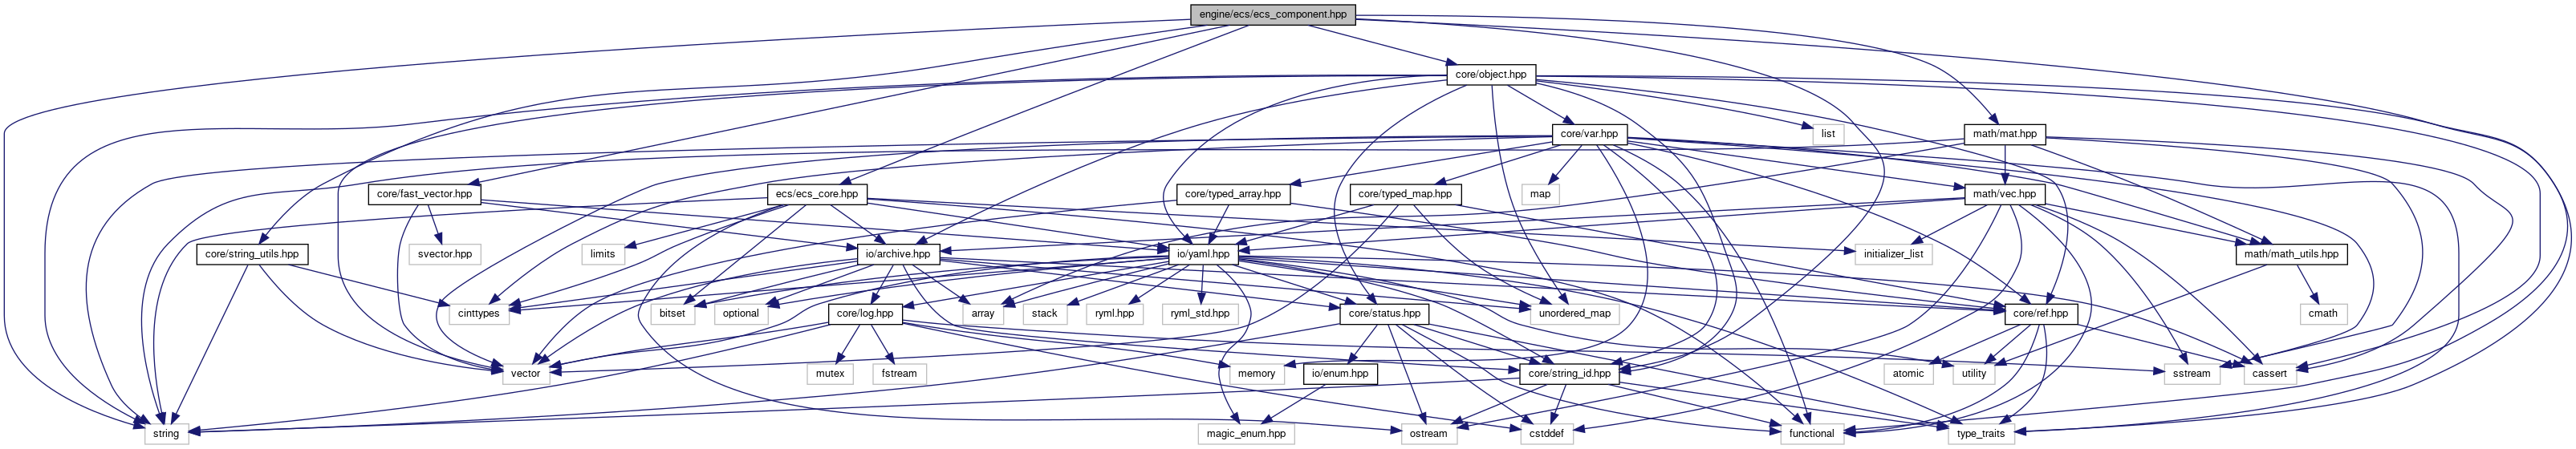 engine/ecs/ecs_component.hpp
core/object.hpp
core/var.hpp
list
math/mat.hpp
core/fast_vector.hpp
ecs/ecs_core.hpp
core/typed_array.hpp
core/typed_map.hpp
map
math/vec.hpp
core/string_utils.hpp
svector.hpp
limits
io/archive.hpp
io/yaml.hpp
initializer_list
math/math_utils.hpp
cinttypes
bitset
optional
core/log.hpp
array
stack
ryml.hpp
ryml_std.hpp
core/status.hpp
unordered_map
core/ref.hpp
cmath
vector
mutex
fstream
memory
io/enum.hpp
core/string_id.hpp
atomic
utility
sstream
cassert
string
magic_enum.hpp
ostream
cstddef
functional
type_traits